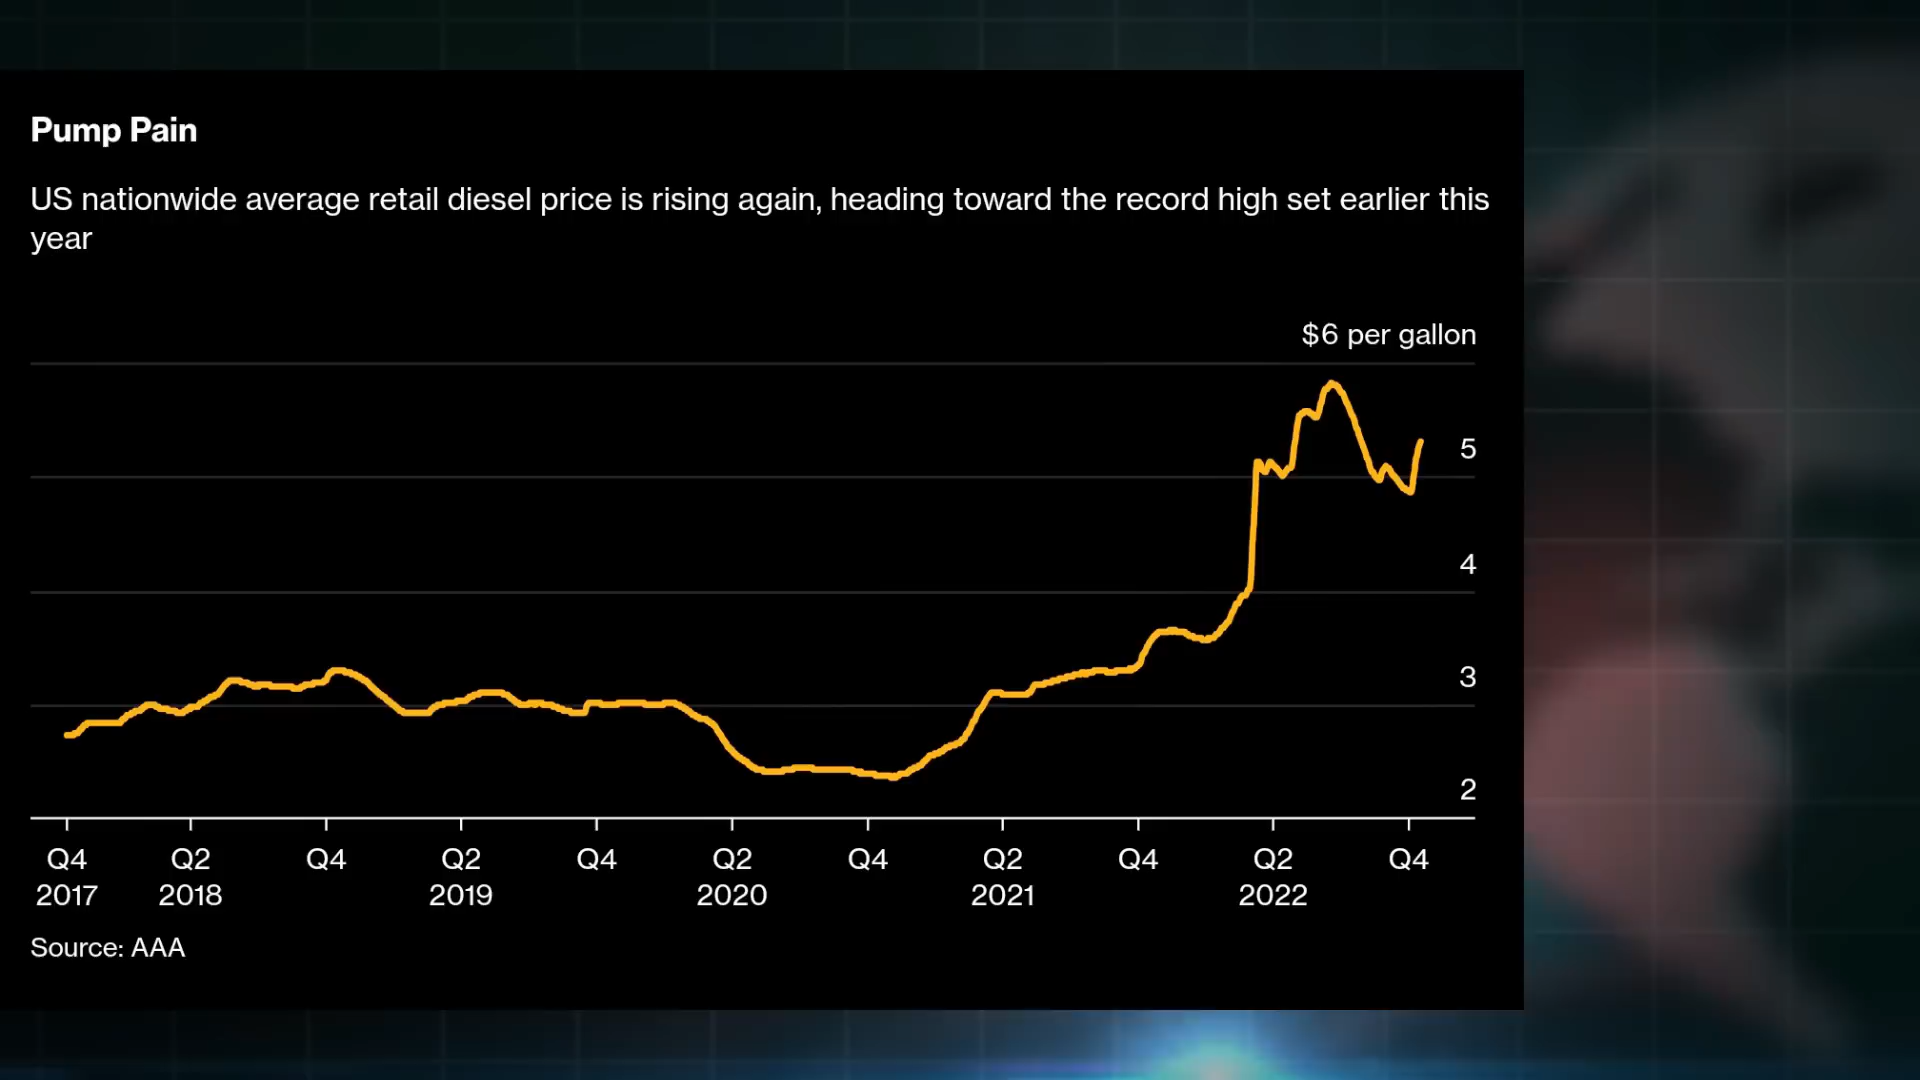 Pump Pain
US nationwide average retail diesel price is rising again, heading toward the record high set earlier this
year
$6 per gallon
5
4
3
2
Q4 Q2 Q4 Q2 Q4 Q2 Q4 Q2 Q4 Q2 Q4
2017 2018 2019 2020 2021 2022
Source: AAA